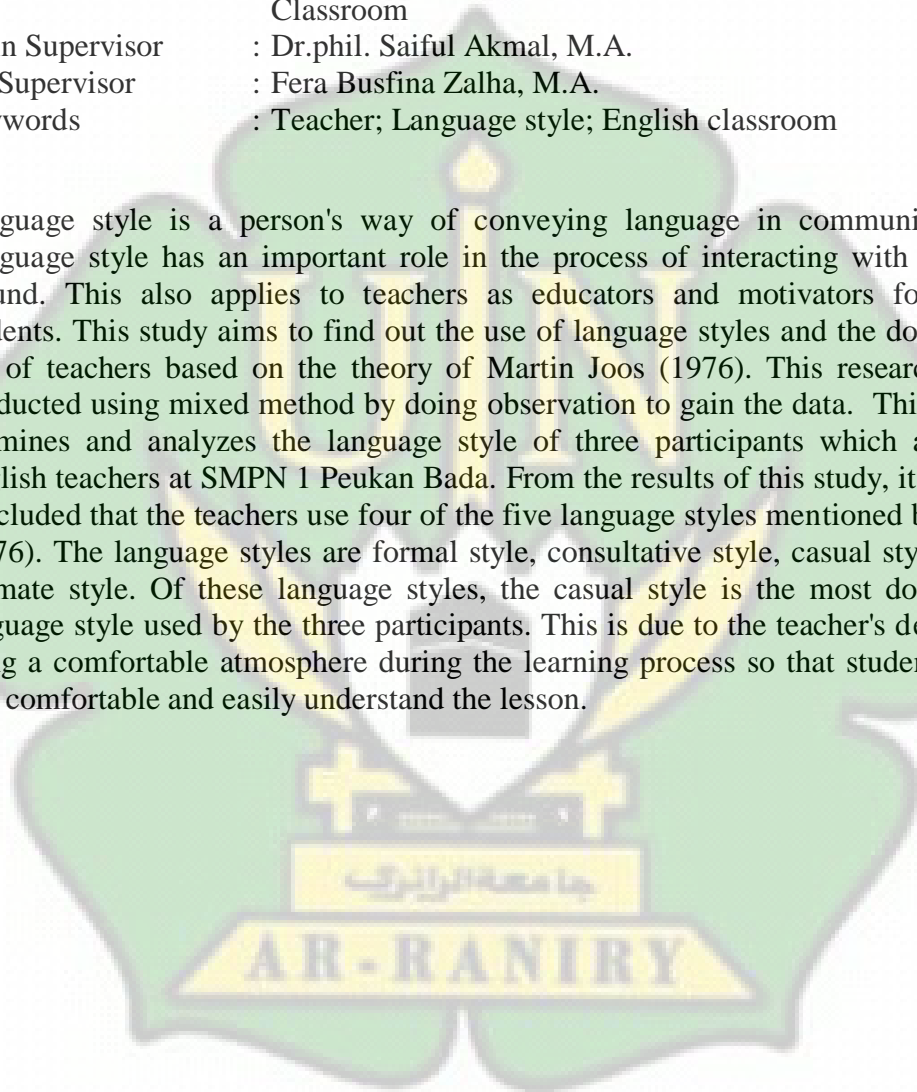 Classroom
n Supervisor : Dr.phil. Saiful Akmal, M.A.
Supervisor : Fera Busfina Zalha, M.A.
words : Teacher; Language style; English classroom
guage style is a person's way of conveying language in communi
guage style has an important role in the process of interacting with
und. This also applies to teachers as educators and motivators fo
ents. This study aims to find out the use of language styles and the do
of teachers based on the theory of Martin Joos (1976). This researc
ducted using mixed method by doing observation to gain the data. Thi
mines and analyzes the language style of three participants which a
lish teachers at SMPN 1 Peukan Bada. From the results of this study, it
cluded that the teachers use four of the five language styles mentioned b
76). The language styles are formal style, consultative style, casual sty
mate style. Of these language styles, the casual style is the most do
guage style used by the three participants. This is due to the teacher's de
g a comfortable atmosphere during the learning process so that studen
comfortable and easily understand the lesson.
UIN
جامعة الرانري
AR-RANIRY